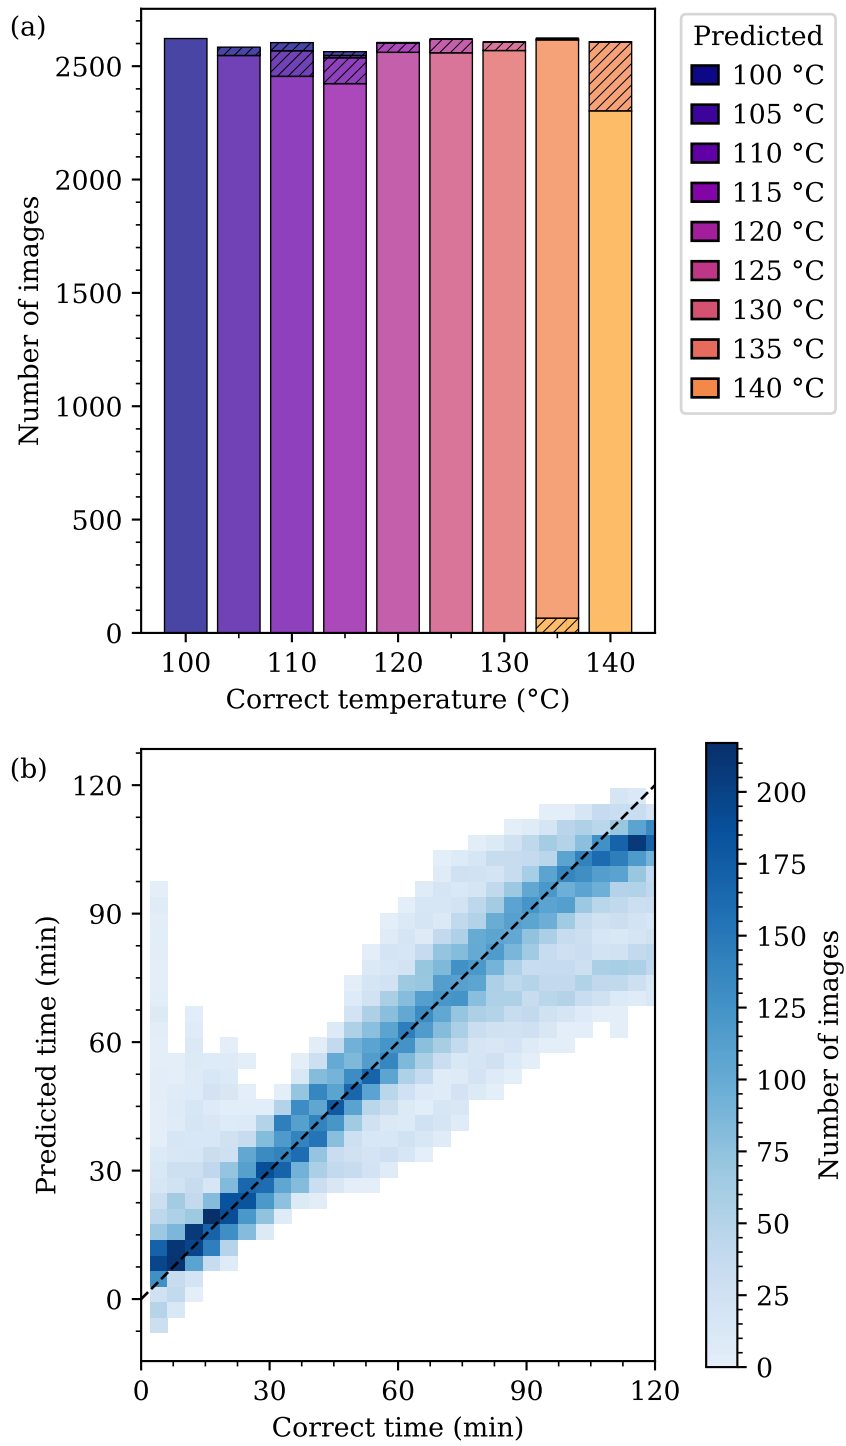 (a)
Number of images
2500
2000
1500
1000
500
0
100 110 120 130 140
Correct temperature (°C)
Predicted
100 °C
105 °C
110 °C
115 °C
120 °C
125 °C
130 °C
135 °C
140 °C
(b)
Predicted time (min)
120
90
60
30
0
0 30 60 90 120
Correct time (min)
200
175
150
125
100
75
50
25
0
Number of images